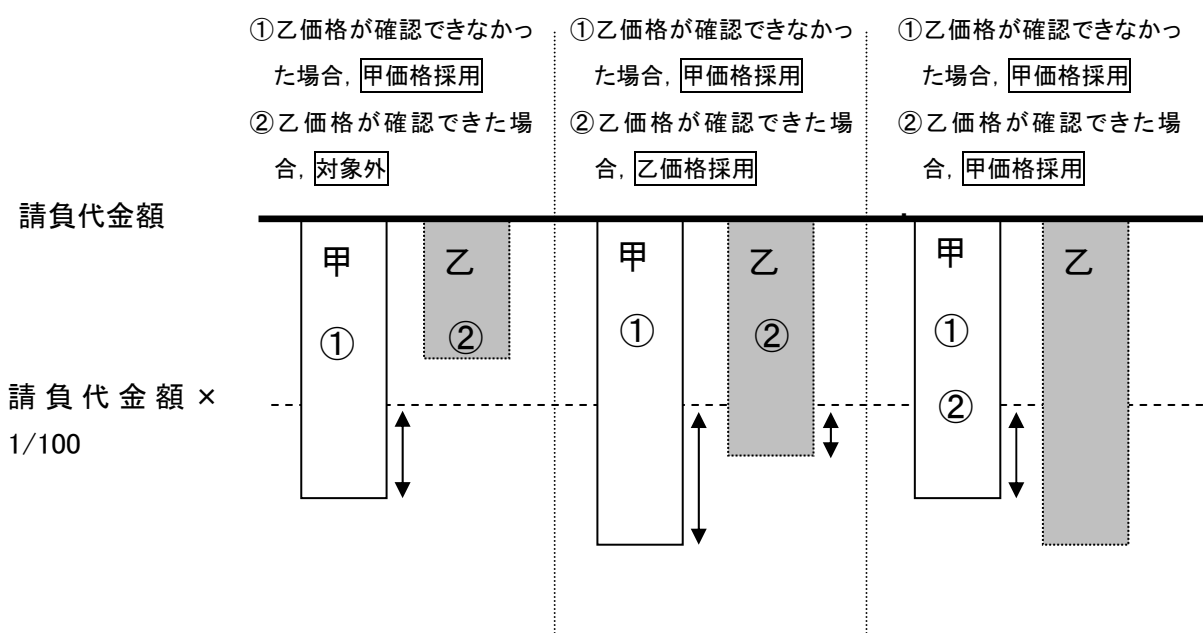 ①乙価格が確認できなかっ
た場合, 甲価格採用
②乙価格が確認できた場
合, 対象外
①乙価格が確認できなかっ
た場合, 甲価格採用
②乙価格が確認できた場
合, 乙価格採用
①乙価格が確認できなかっ
た場合, 甲価格採用
②乙価格が確認できた場
合, 甲価格採用
請負代金額
甲
①
乙
②
甲
①
乙
②
甲
①
②
乙
請負代金額×
1/100